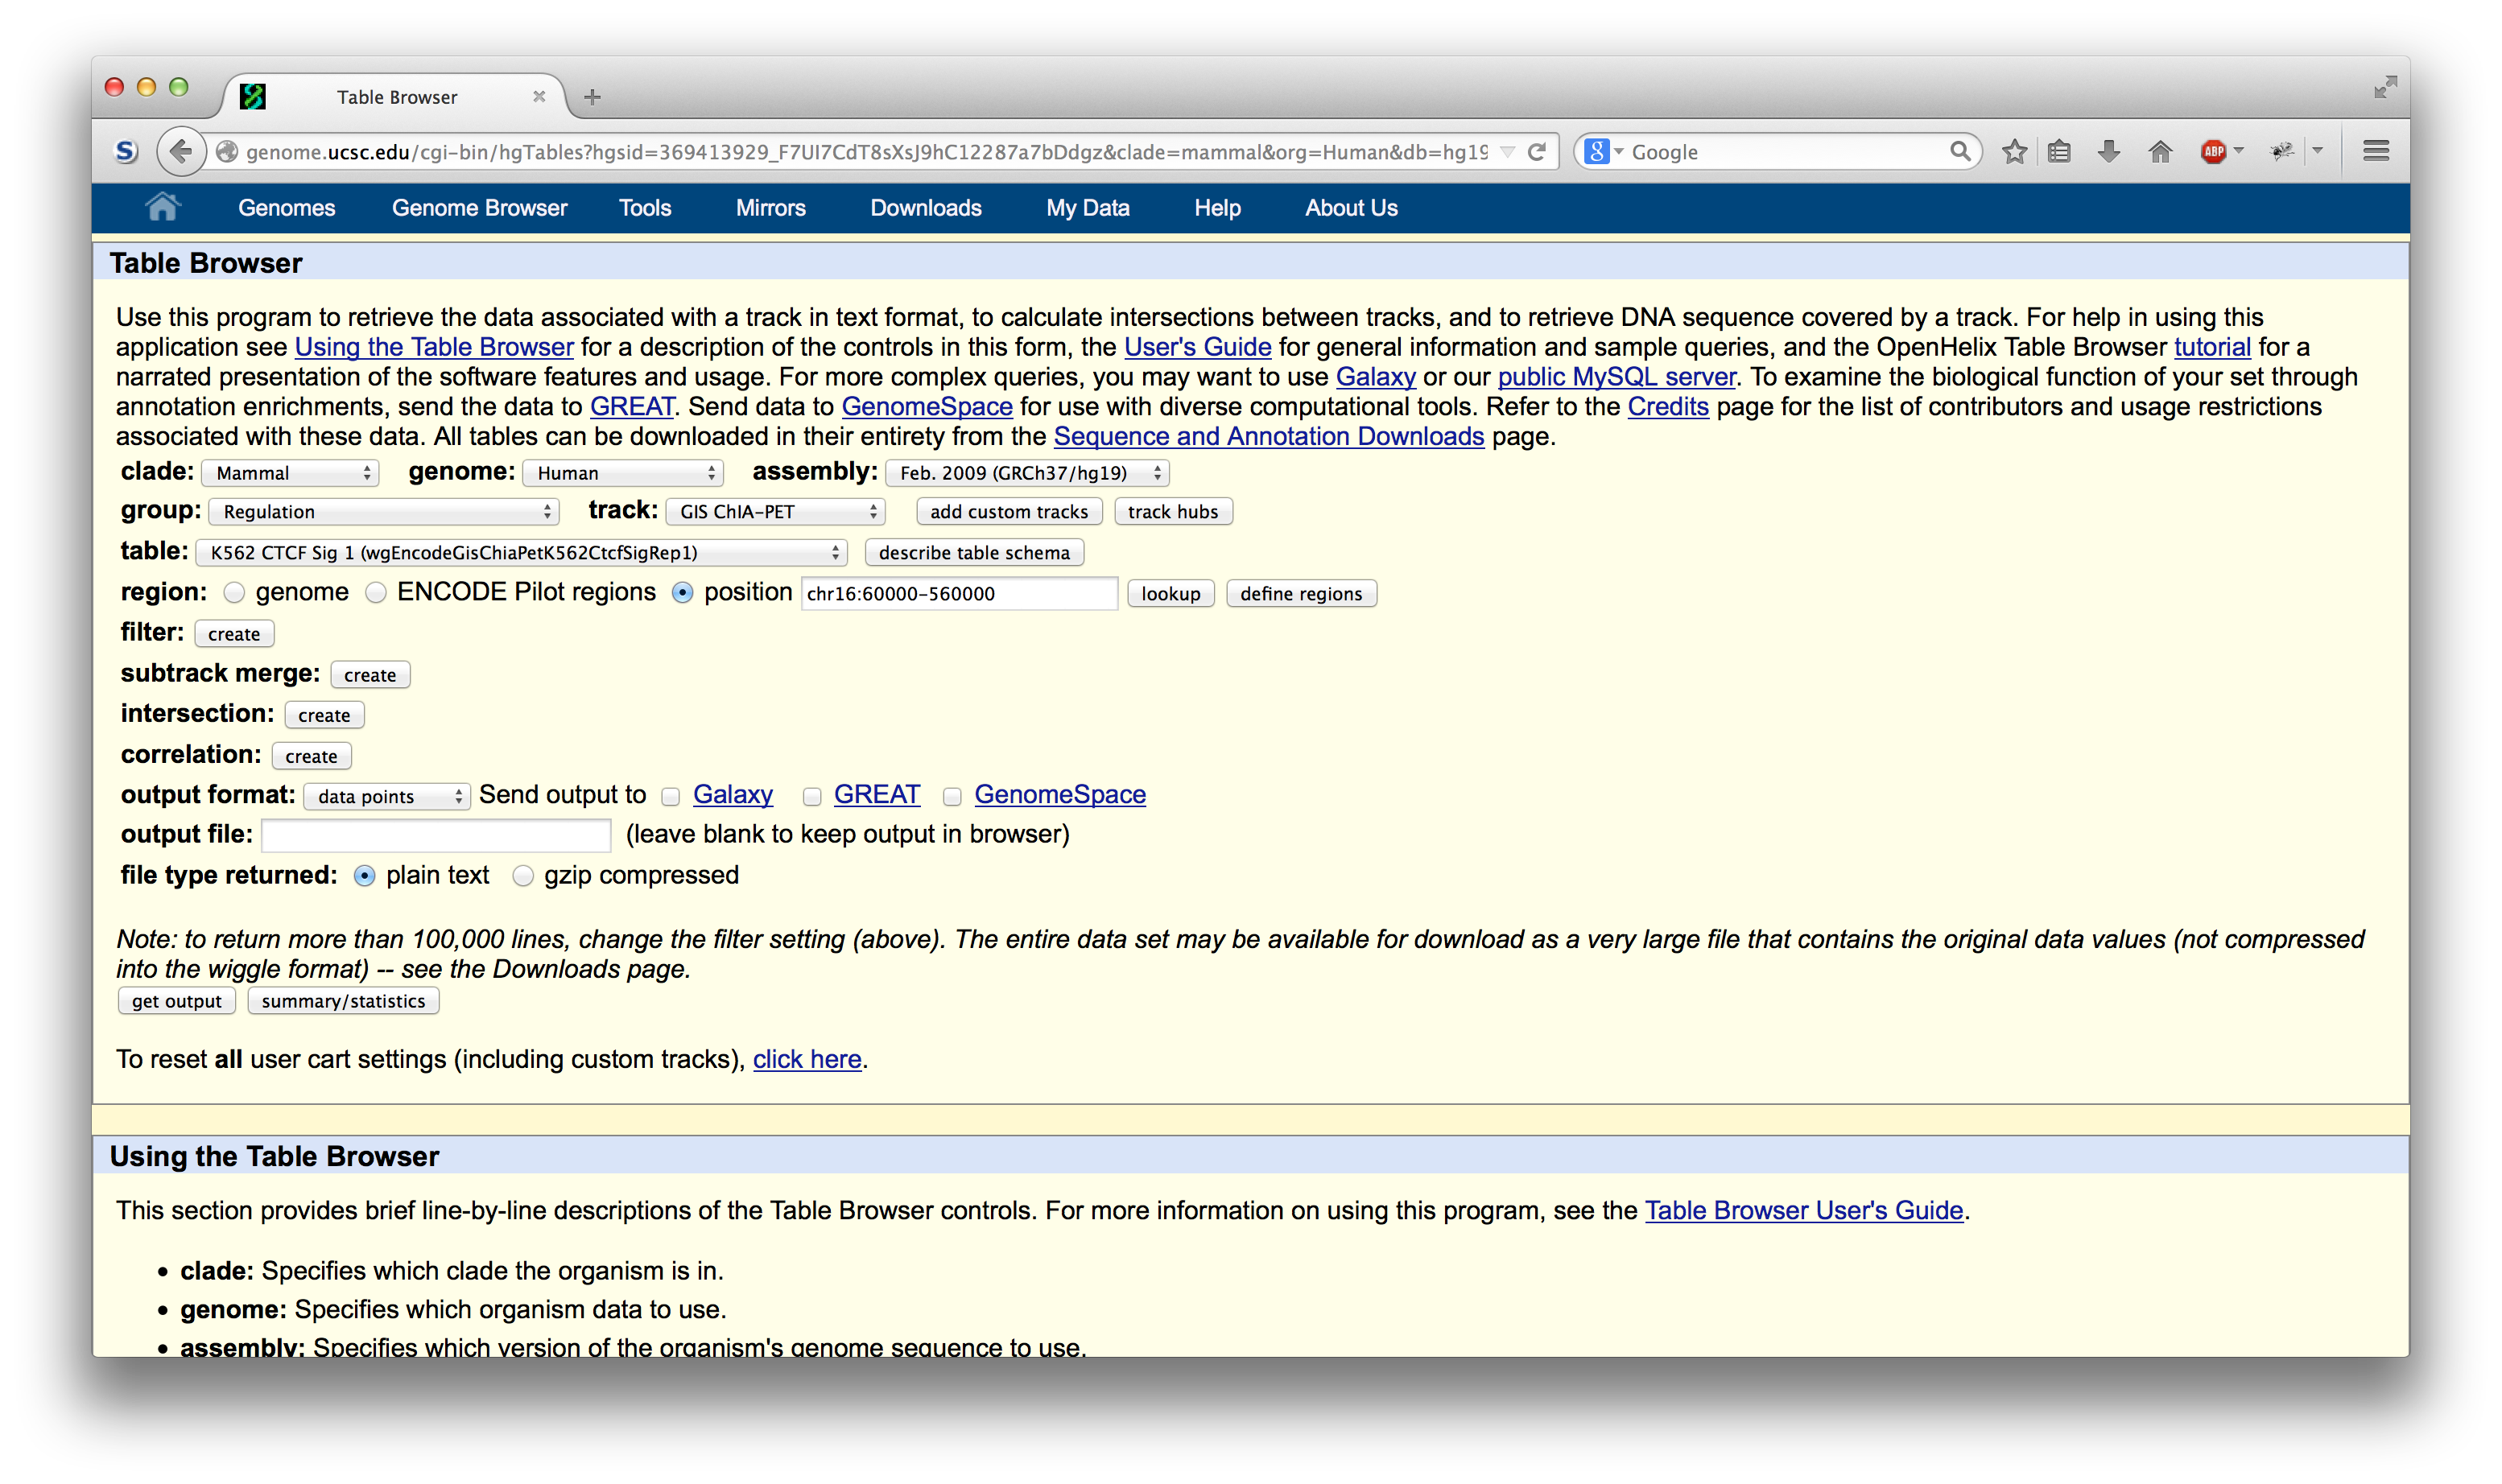 Table Browser
S genome.ucsc.edu/cgi-bin/hgTables?hgsid=369413929_F7UI7CdT8sXsJ9hC12287a7bDdgz&clade=mammal&org=Human&db=hg19 8 Google ABP
Genomes Genome Browser Tools Mirrors Downloads My Data Help About Us
Table Browser
Use this program to retrieve the data associated with a track in text format, to calculate intersections between tracks, and to retrieve DNA sequence covered by a track. For help in using this
application see Using the Table Browser for a description of the controls in this form, the User's Guide for general information and sample queries, and the OpenHelix Table Browser tutorial for a
narrated presentation of the software features and usage. For more complex queries, you may want to use Galaxy or our public MySQL server. To examine the biological function of your set through
annotation enrichments, send the data to GREAT. Send data to GenomeSpace for use with diverse computational tools. Refer to the Credits page for the list of contributors and usage restrictions
associated with these data. All tables can be downloaded in their entirety from the Sequence and Annotation Downloads page.
clade: Mammal genome: Human assembly: Feb. 2009 (GRCh37/hg19)
group: Regulation track: GIS ChIA-PET add custom tracks track hubs
table: K562 CTCF Sig 1 (wgEncodeGisChiaPetK562CtcfSigRep1) describe table schema
region: genome ENCODE Pilot regions position chr16:60000-560000 lookup define regions
filter: create
subtrack merge: create
intersection: create
correlation: create
output format: data points Send output to Galaxy GREAT GenomeSpace
output file: (leave blank to keep output in browser)
file type returned: plain text gzip compressed
Note: to return more than 100,000 lines, change the filter setting (above). The entire data set may be available for download as a very large file that contains the original data values (not compressed
into the wiggle format) -- see the Downloads page.
get output summary/statistics
To reset all user cart settings (including custom tracks), click here.
Using the Table Browser
This section provides brief line-by-line descriptions of the Table Browser controls. For more information on using this program, see the Table Browser User's Guide.
• clade: Specifies which clade the organism is in.
• genome: Specifies which organism data to use.
• assembly: Specifies which version of the organism's genome sequence to use.